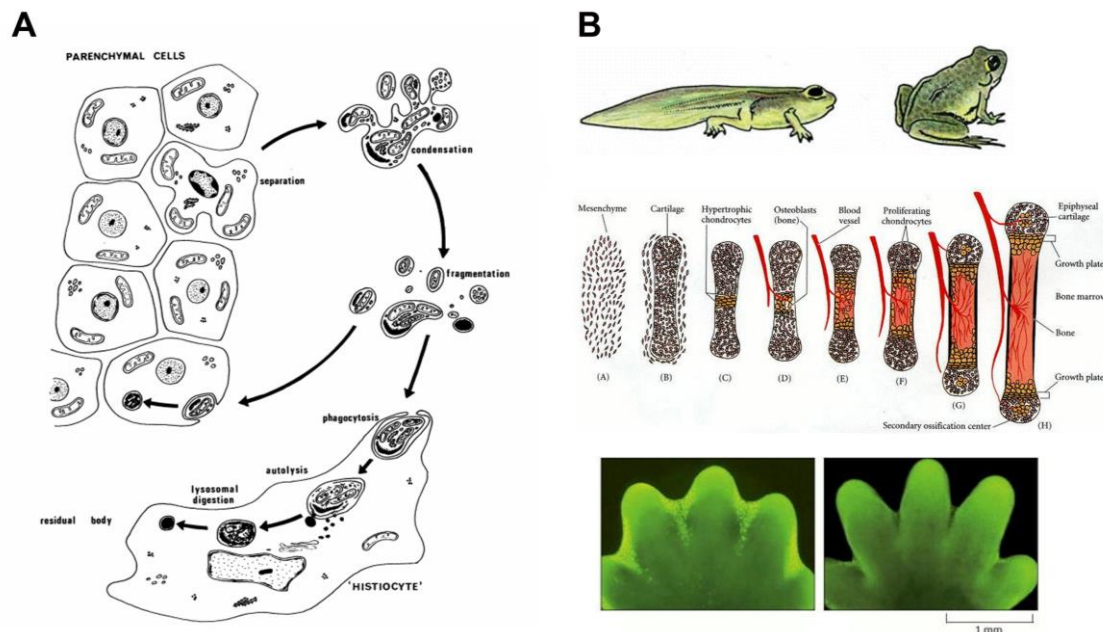 A
PARENCHYMAL CELLS
separation
condensation
fragmentation
phagocytosis
autolysis
lysosomal
digestion
residual body
'HISTIOCYTE'
B
Mesenchyme
Cartilage
Hypertrophic
chondrocytes
Osteoblasts
(bone)
Blood
vessel
Proliferating
chondrocytes
Epiphyseal
cartilage
Growth plate
Bone marrow
Bone
Growth plate
Secondary ossification center
(A)
(B)
(C)
(D)
(E)
(F)
(G)
(H)
1 mm